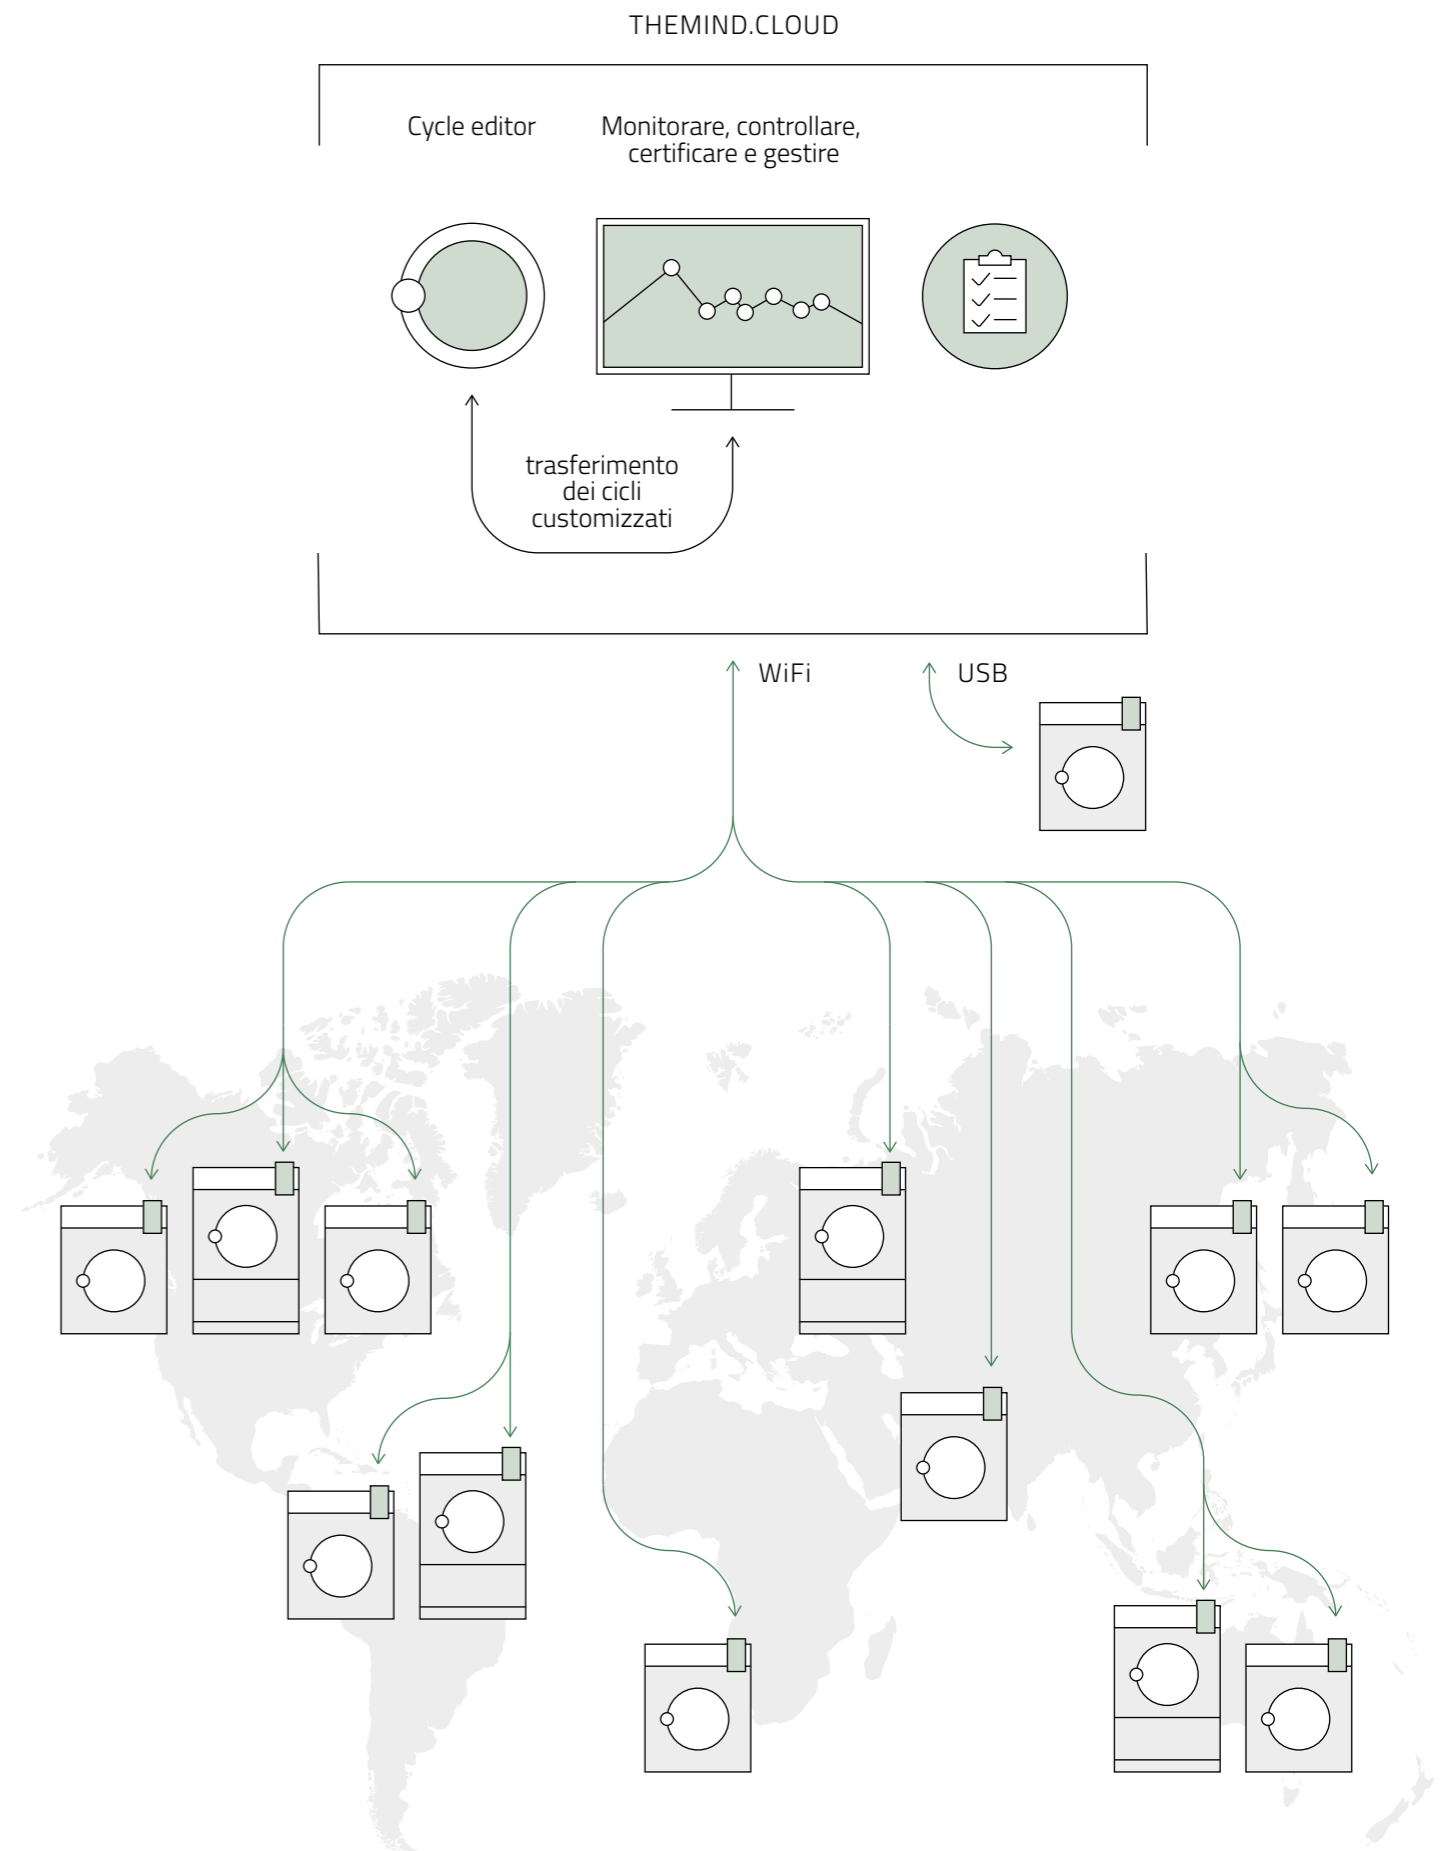 THEMIND.CLOUD
Cycle editor
Monitorare, controllare,
certificare e gestire
trasferimento
dei cicli
customizzati
WiFi
USB